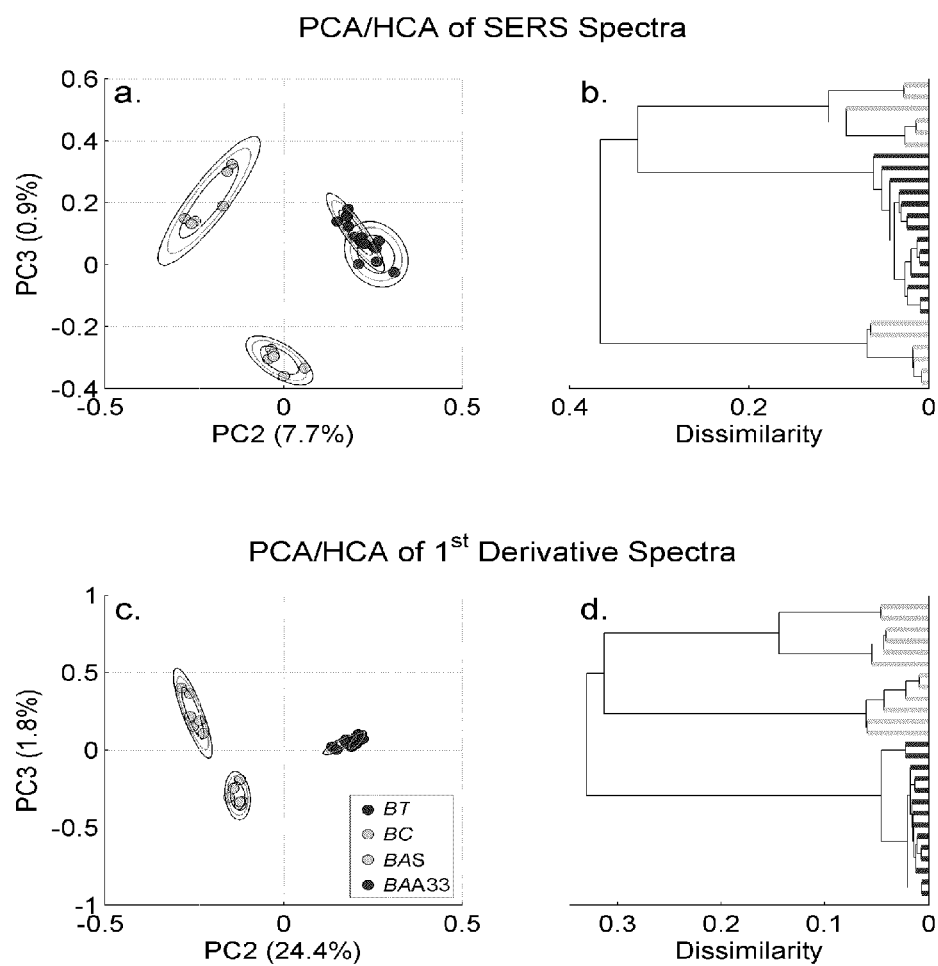 PCA/HCA of SERS Spectra
a.
0.6
0.4
0.2
0
-0.2
-0.4
PC3 (0.9%)
-0.5
0
0.5
PC2 (7.7%)
b.
0.4
0.2
0
Dissimilarity
PCA/HCA of 1st Derivative Spectra
c.
1
0.5
0
-0.5
-1
PC3 (1.8%)
BT
BC
BAS
BAA33
-0.5
0
0.5
PC2 (24.4%)
d.
0.3
0.2
0.1
0
Dissimilarity